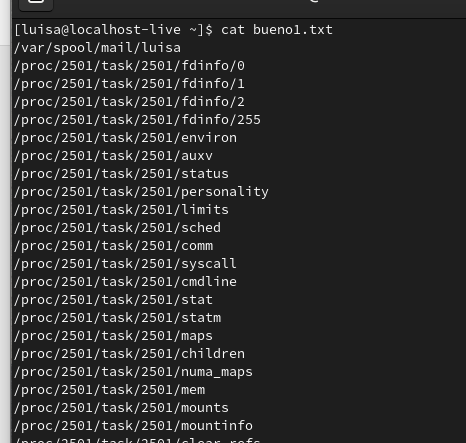 [luisa@localhost-live ~]$ cat bueno1.txt
/var/spool/mail/luisa
/proc/2501/task/2501/fdinfo/0
/proc/2501/task/2501/fdinfo/1
/proc/2501/task/2501/fdinfo/2
/proc/2501/task/2501/fdinfo/255
/proc/2501/task/2501/environ
/proc/2501/task/2501/auxv
/proc/2501/task/2501/status
/proc/2501/task/2501/personality
/proc/2501/task/2501/limits
/proc/2501/task/2501/sched
/proc/2501/task/2501/comm
/proc/2501/task/2501/syscall
/proc/2501/task/2501/cmdline
/proc/2501/task/2501/stat
/proc/2501/task/2501/statm
/proc/2501/task/2501/maps
/proc/2501/task/2501/children
/proc/2501/task/2501/numa_maps
/proc/2501/task/2501/mem
/proc/2501/task/2501/mounts
/proc/2501/task/2501/mountinfo
/proc/2501/task/2501/clear_refs